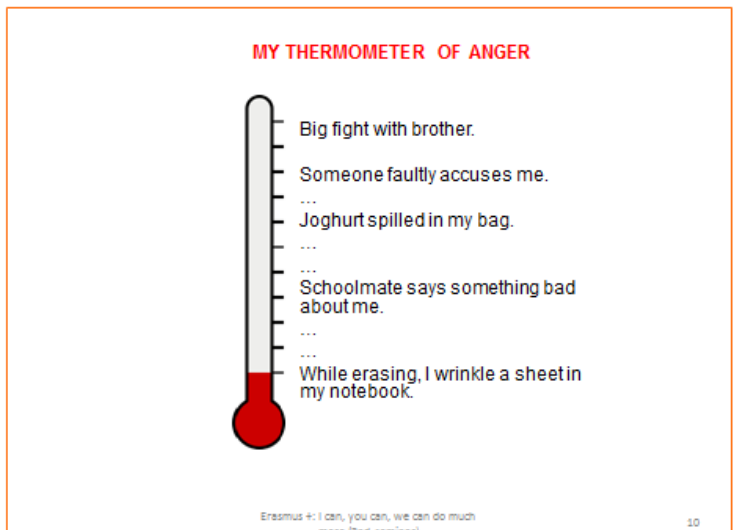 MY THERMOMETER OF ANGER
Big fight with brother.
Someone faultly accuses me.
...
Joghurt spilled in my bag.
...
...
Schoolmate says something bad
about me.
...
...
While erasing, I wrinkle a sheet in
my notebook.
Erasmus +: I can, you can, we can do much
10